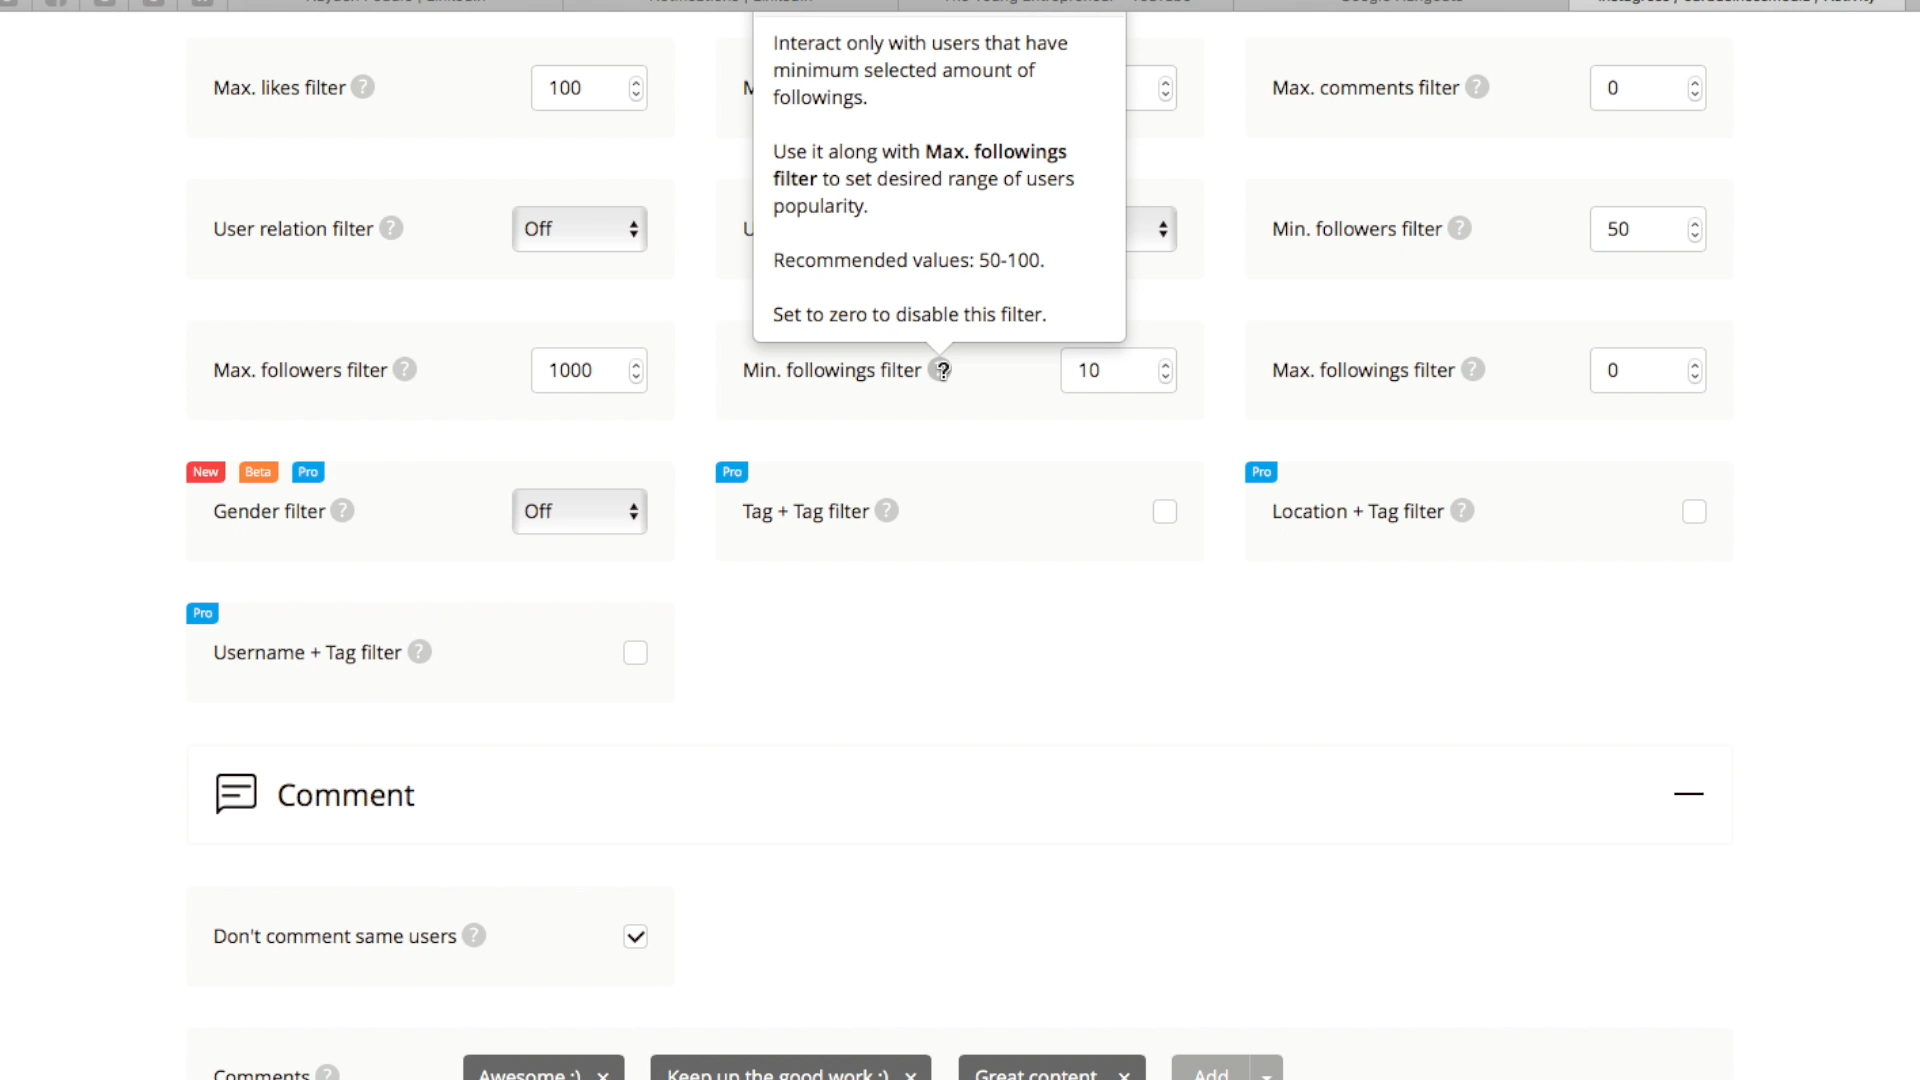 Interact only with users that have
minimum selected amount of
followings.
Use it along with Max. followings
filter to set desired range of users
popularity.
Recommended values: 50-100.
Set to zero to disable this filter.
Max. likes filter ? 100
Max. comments filter ? 0
User relation filter ? Off
Min. followers filter ? 50
Max. followers filter ? 1000
Min. followings filter ? 10
Max. followings filter ? 0
New Beta Pro
Gender filter ? Off
Pro
Tag + Tag filter ?
Pro
Location + Tag filter ?
Pro
Username + Tag filter ?
Comment
Don't comment same users ?
Comments ? Awesome :) × Keep up the good work :) × Great content × Add